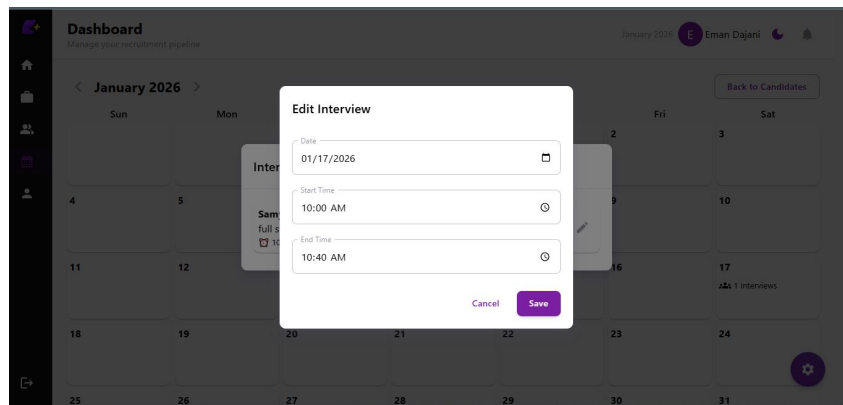 Dashboard
Manage your recruitment pipeline
January 2026 E Eman Dajani
< January 2026 >
Back to Candidates
Sun Mon Fri Sat
2 3
4 5 9 10
11 12 16 17
1 Interviews
18 19 20 21 22 23 24
25 26 27 28 29 30 31
Inter
full s
10
Edit Interview
Date
01/17/2026
Start Time
10:00 AM
End Time
10:40 AM
Cancel Save